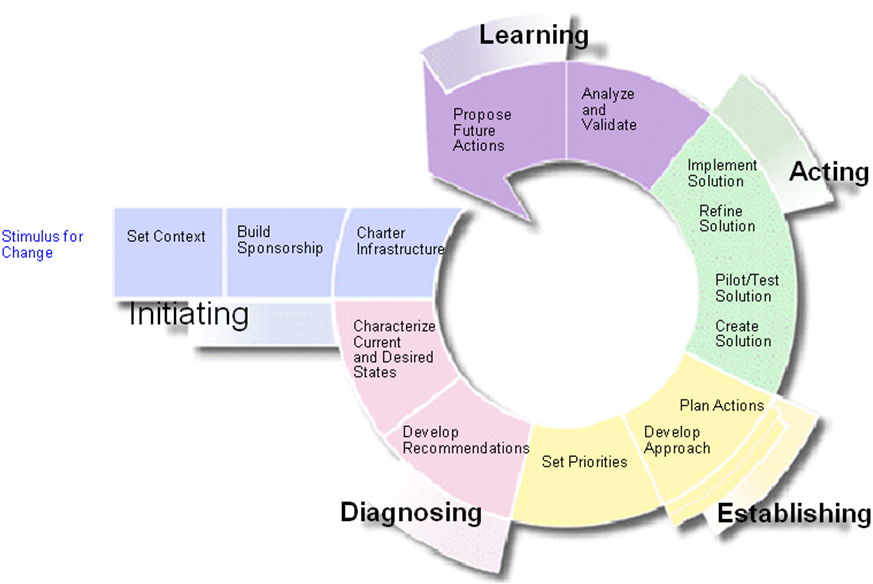 Learning
Propose
Future
Actions
Analyze
and
Validate
Acting
Implement
Solution
Refine
Solution
Pilot/Test
Solution
Create
Solution
Stimulus for
Change
Set Context
Build
Sponsorship
Charter
Infrastructure
Initiating
Characterize
Current
and Desired
States
Develop
Recommendations
Diagnosing
Set Priorities
Develop
Approach
Plan Actions
Establishing